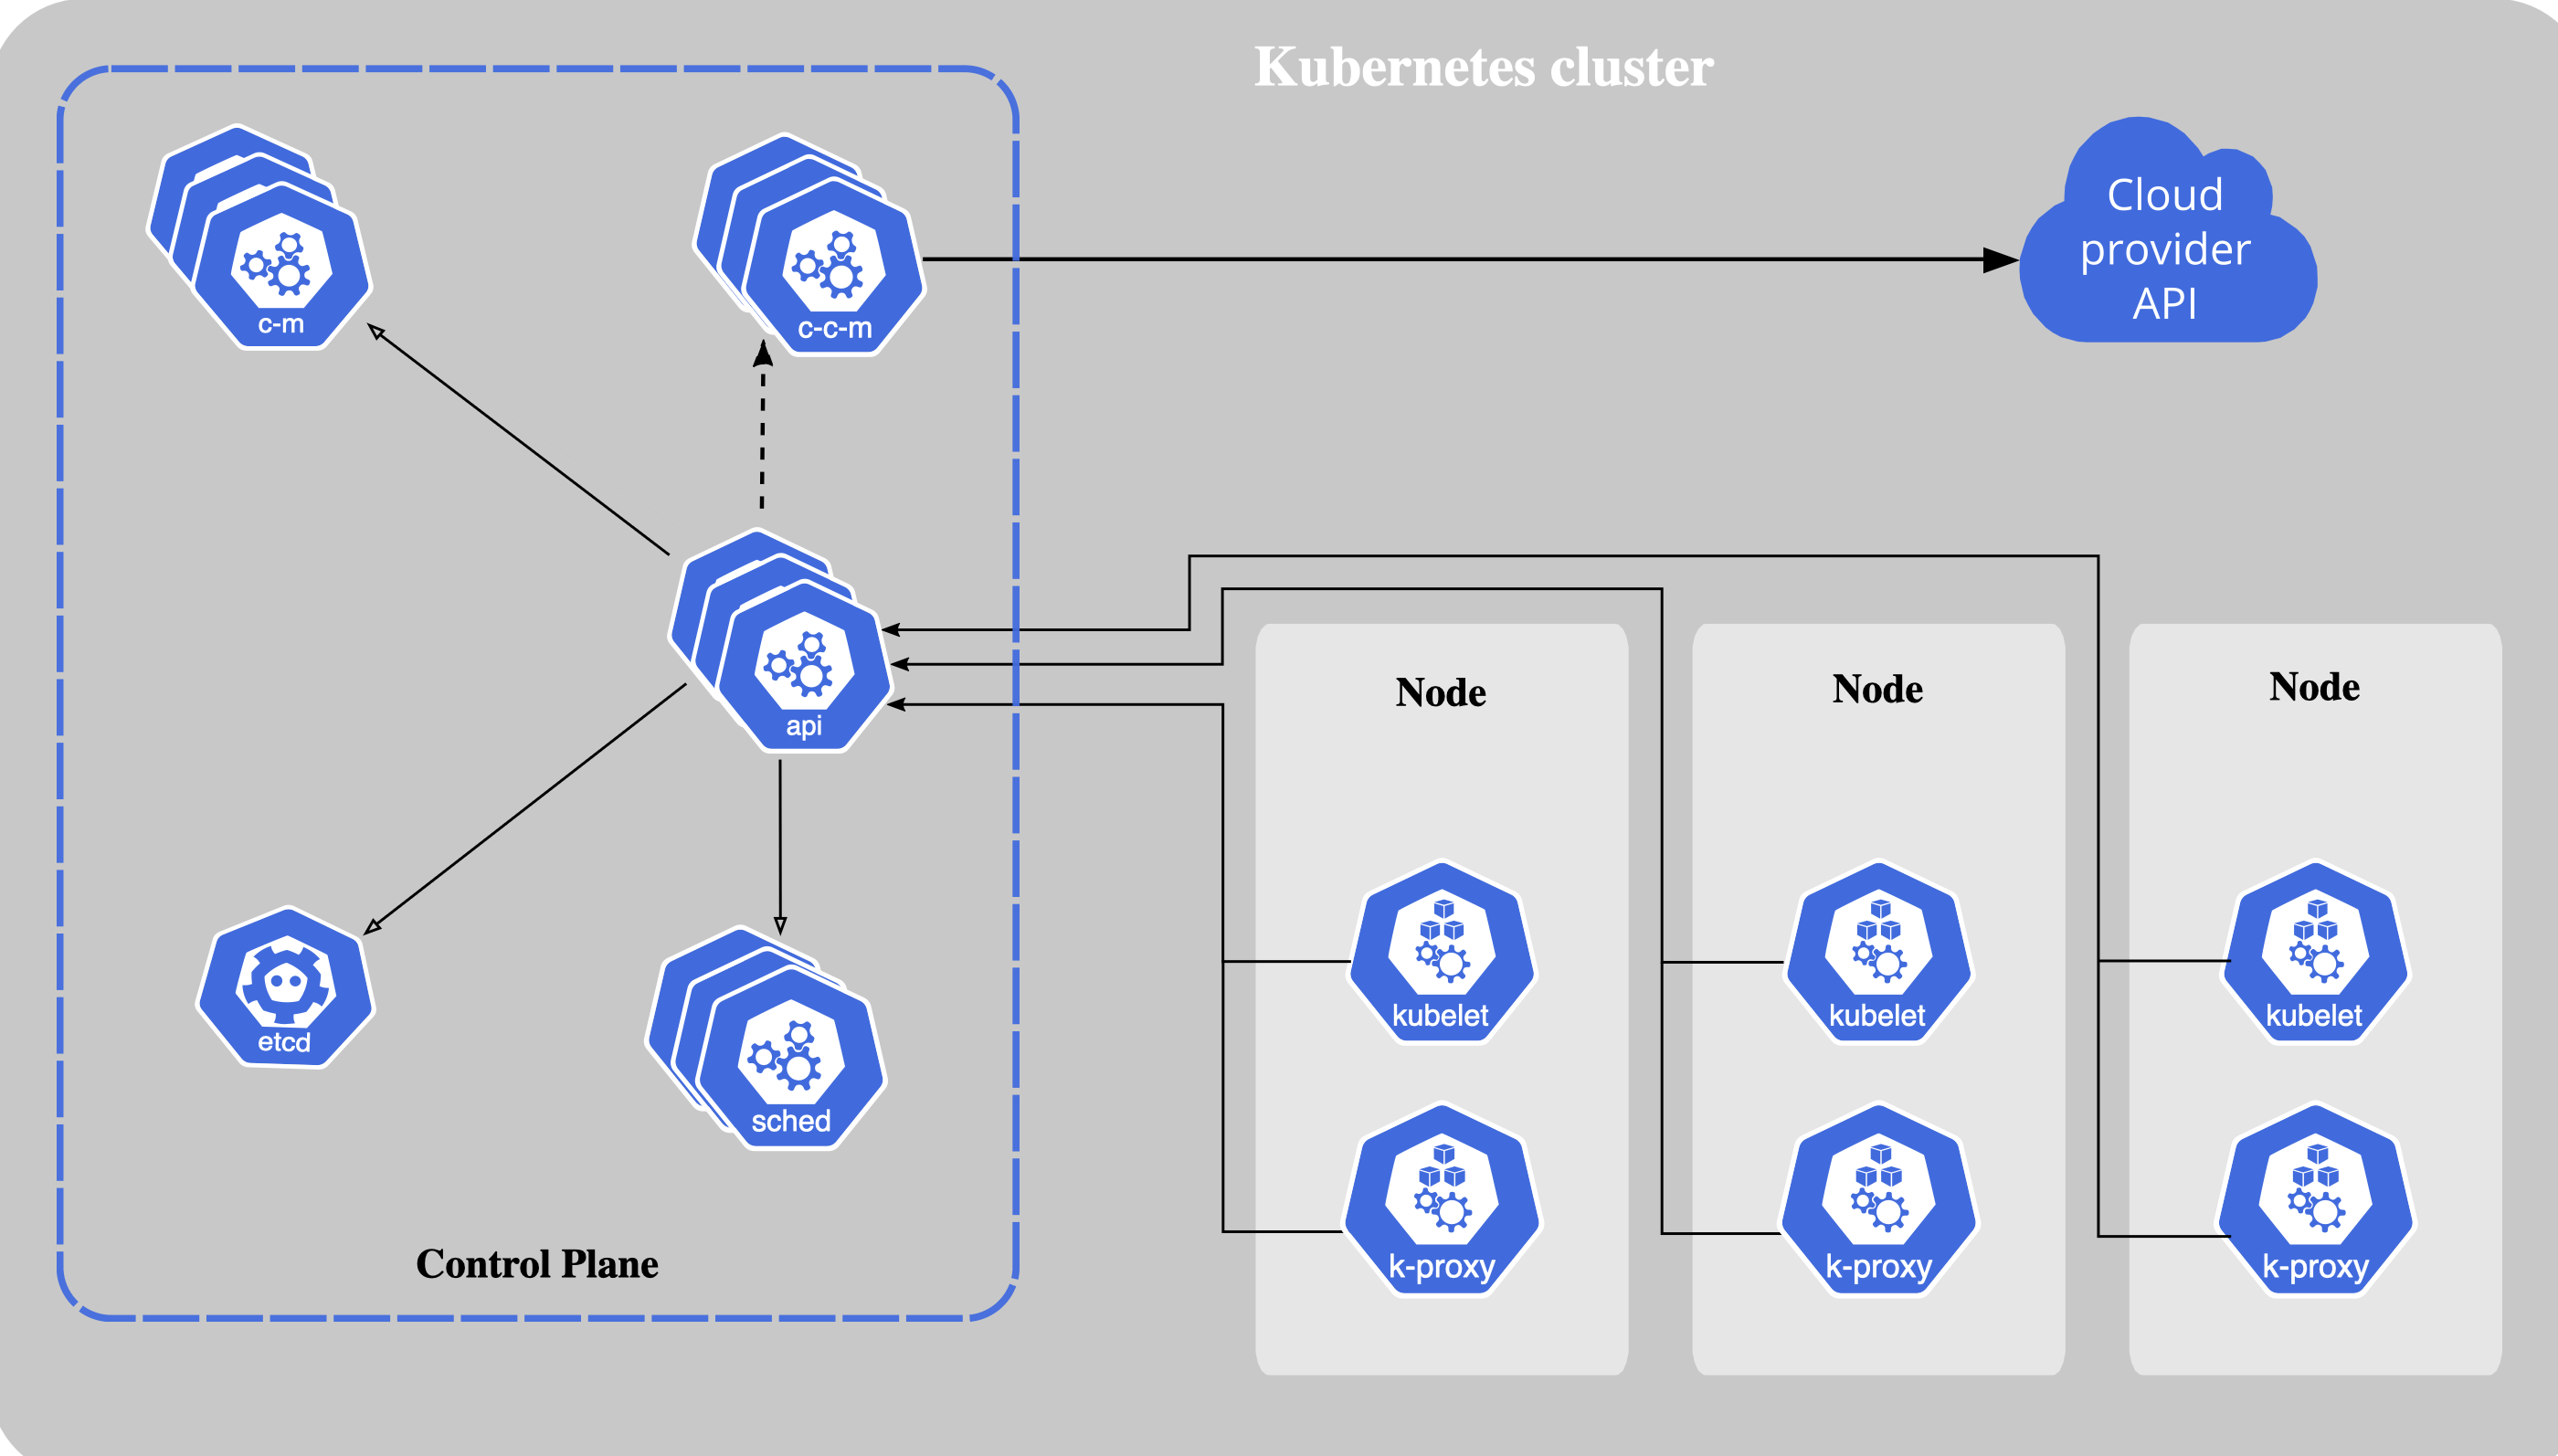 Kubernetes cluster
c-m
c-c-m
Cloud
provider
API
api
etcd
sched
Control Plane
Node
kubelet
k-proxy
Node
kubelet
k-proxy
Node
kubelet
k-proxy